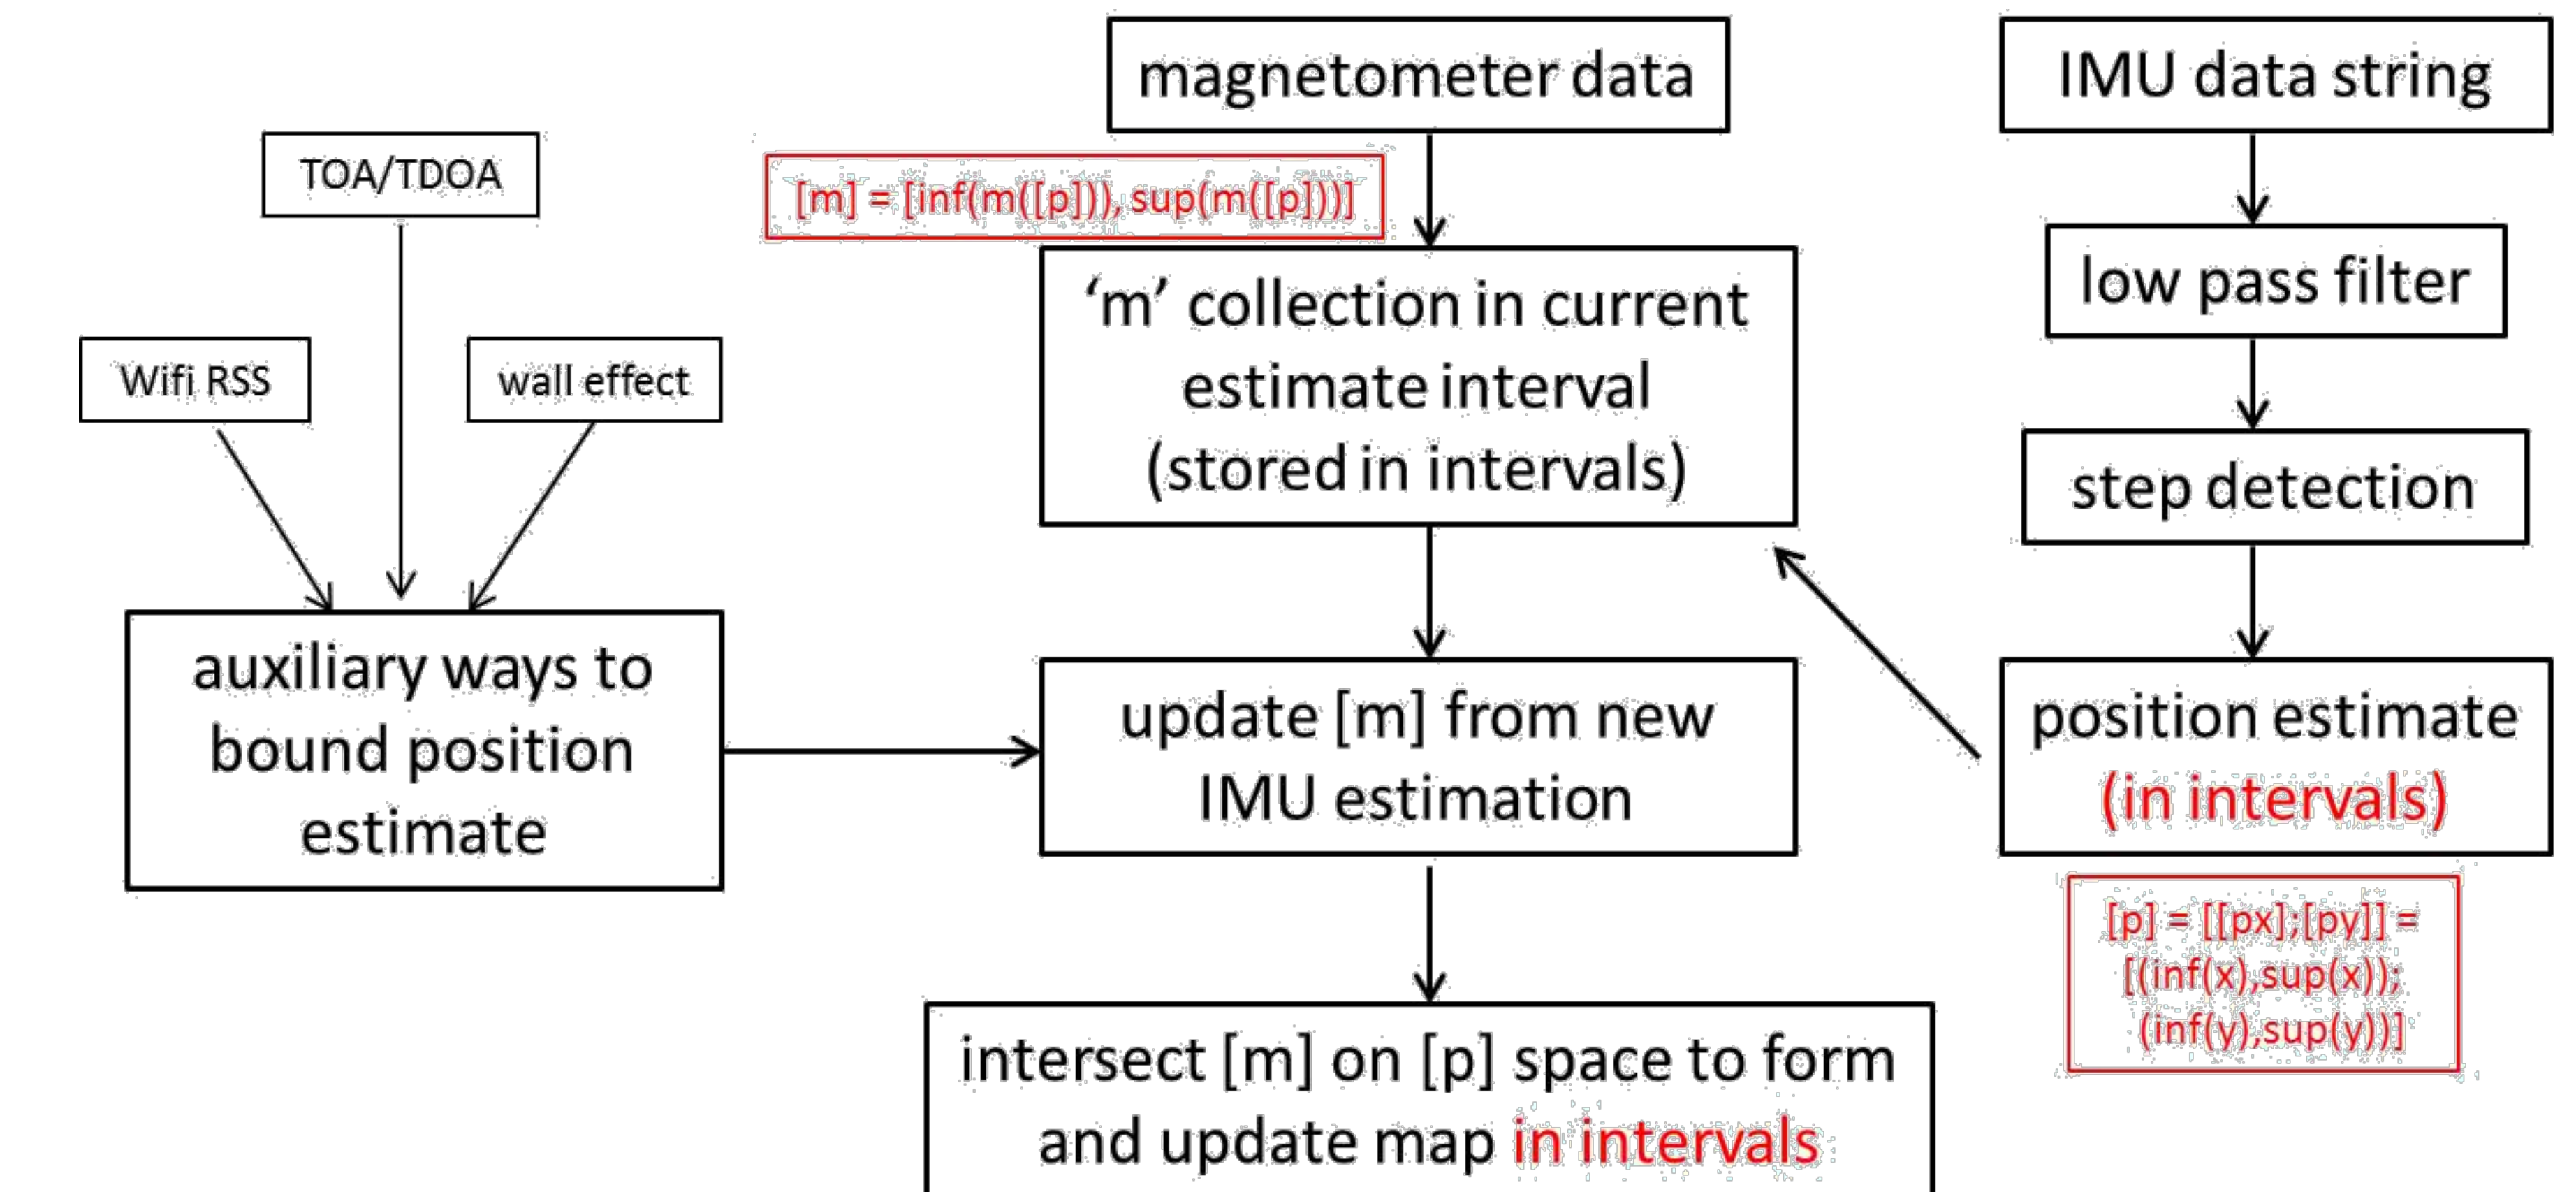 magnetometer data
IMU data string
TOA/TDOA
[m] = [inf(m([p])), sup(m([p]))]
low pass filter
‘m’ collection in current
estimate interval
(stored in intervals)
Wifi RSS
wall effect
step detection
auxiliary ways to
bound position
estimate
update [m] from new
IMU estimation
position estimate
(in intervals)
[p] = [[px];[py]] =
[(inf(x),sup(x));
(inf(y),sup(y))]
intersect [m] on [p] space to form
and update map in intervals